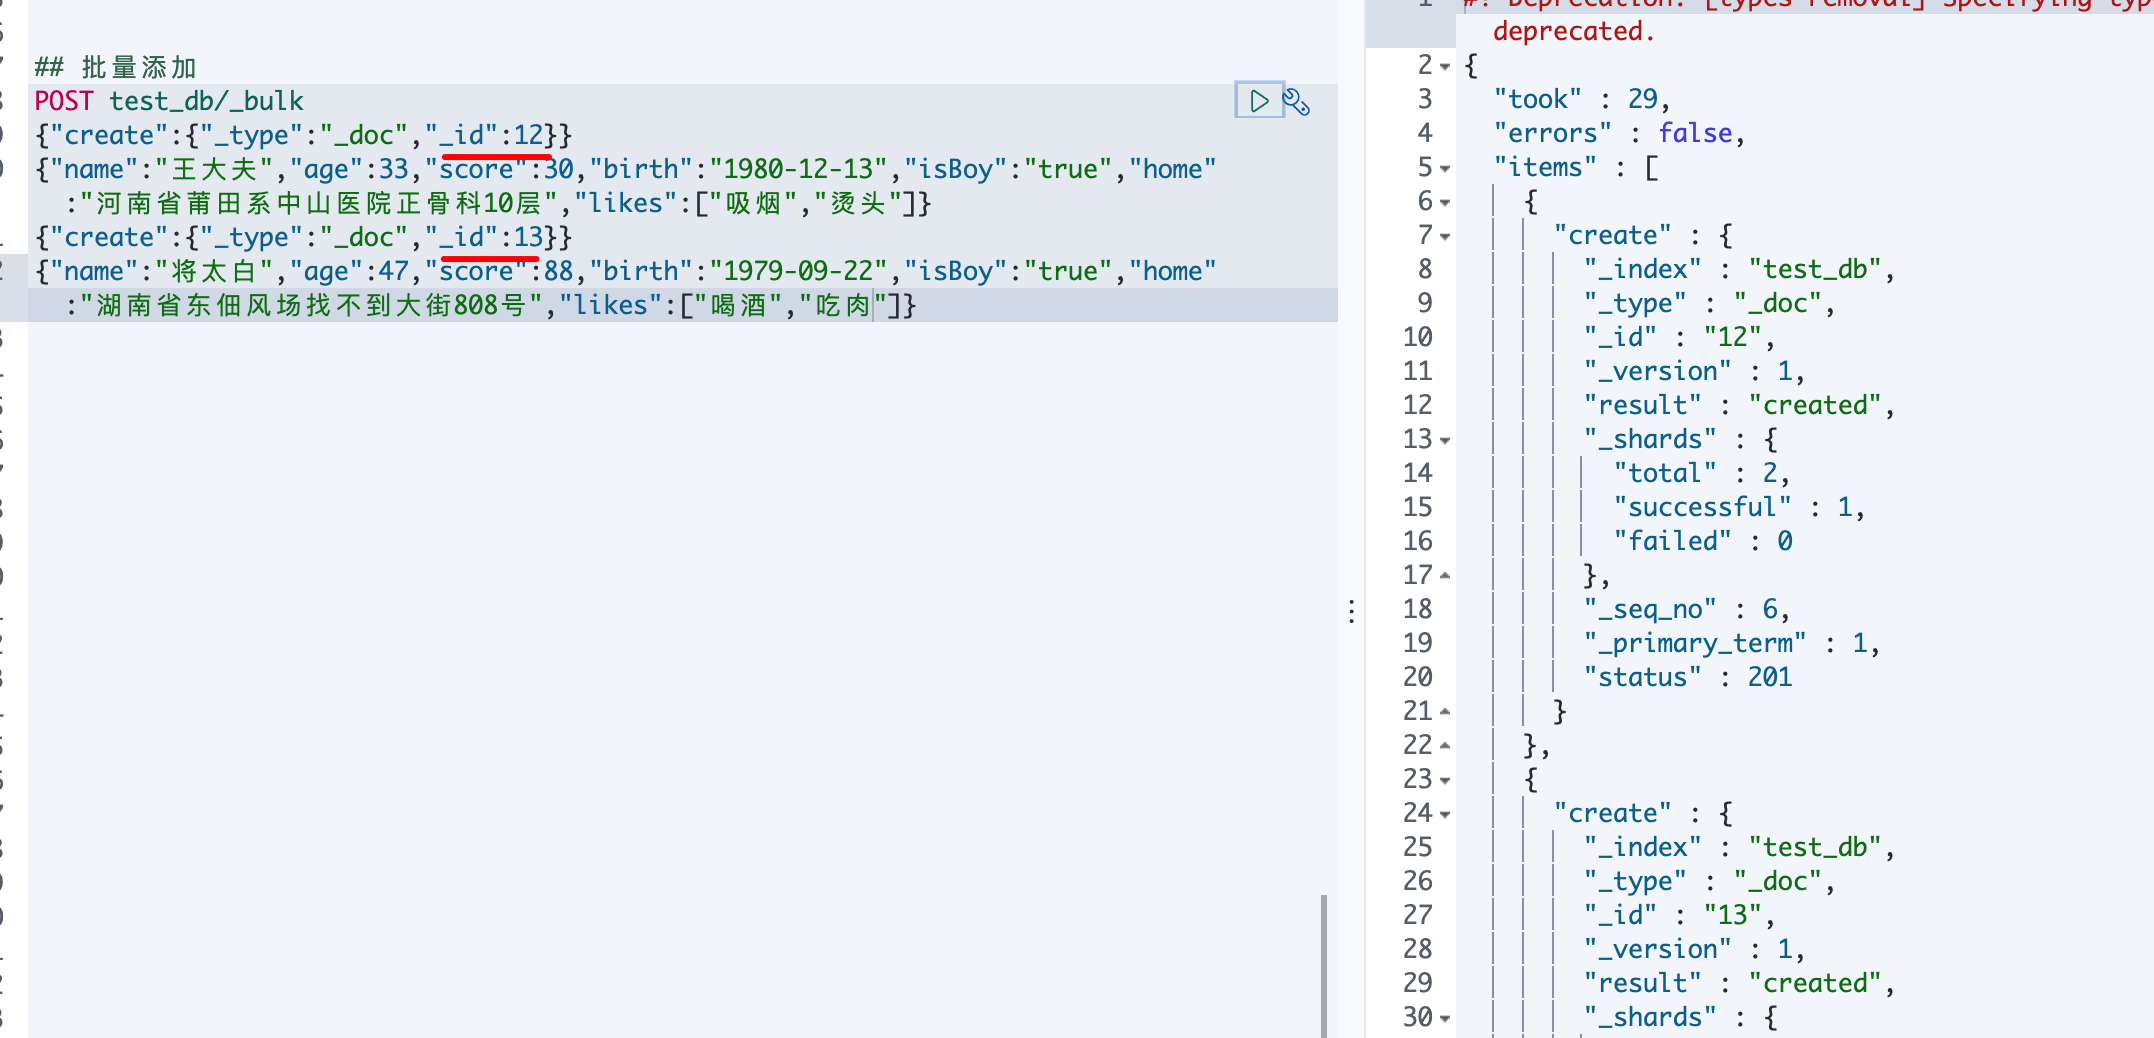 ## 批量添加
POST test_db/_bulk
{"create":{"_type":"_doc","_id":12}}
{"name":"王大夫","age":33,"score":30,"birth":"1980-12-13","isBoy":"true","home"
:"河南省莆田系中山医院正骨科10层","likes":["吸烟","烫头"]}
{"create":{"_type":"_doc","_id":13}}
{"name":"将太白","age":47,"score":88,"birth":"1979-09-22","isBoy":"true","home"
:"湖南省东佃风场找不到大街808号","likes":["喝酒","吃肉"]}
1 #! Deprecation: [types removal] Specifying
deprecated.
2 {
3 "took" : 29,
4 "errors" : false,
5 "items" : [
6 {
7 "create" : {
8 "_index" : "test_db",
9 "_type" : "_doc",
10 "_id" : "12",
11 "_version" : 1,
12 "result" : "created",
13 "_shards" : {
14 "total" : 2,
15 "successful" : 1,
16 "failed" : 0
17 },
18 "_seq_no" : 6,
19 "_primary_term" : 1,
20 "status" : 201
21 }
22 },
23 {
24 "create" : {
25 "_index" : "test_db",
26 "_type" : "_doc",
27 "_id" : "13",
28 "_version" : 1,
29 "result" : "created",
30 "_shards" : {